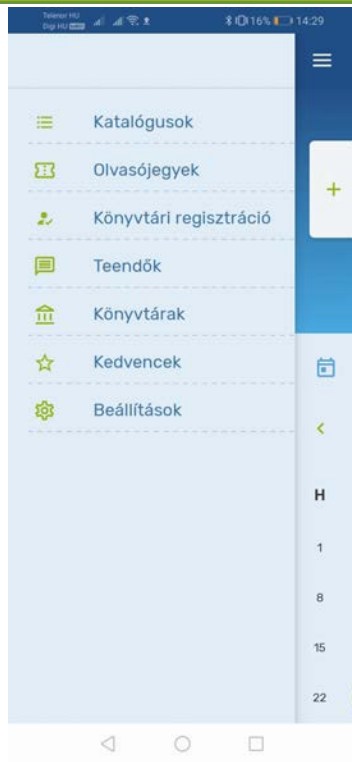 Telenor HU
Digi HU
16% 14:29
Katalógusok
Olvasójegyek
Könyvtári regisztráció
Teendők
Könyvtárak
Kedvencek
Beállítások
H
1
8
15
22